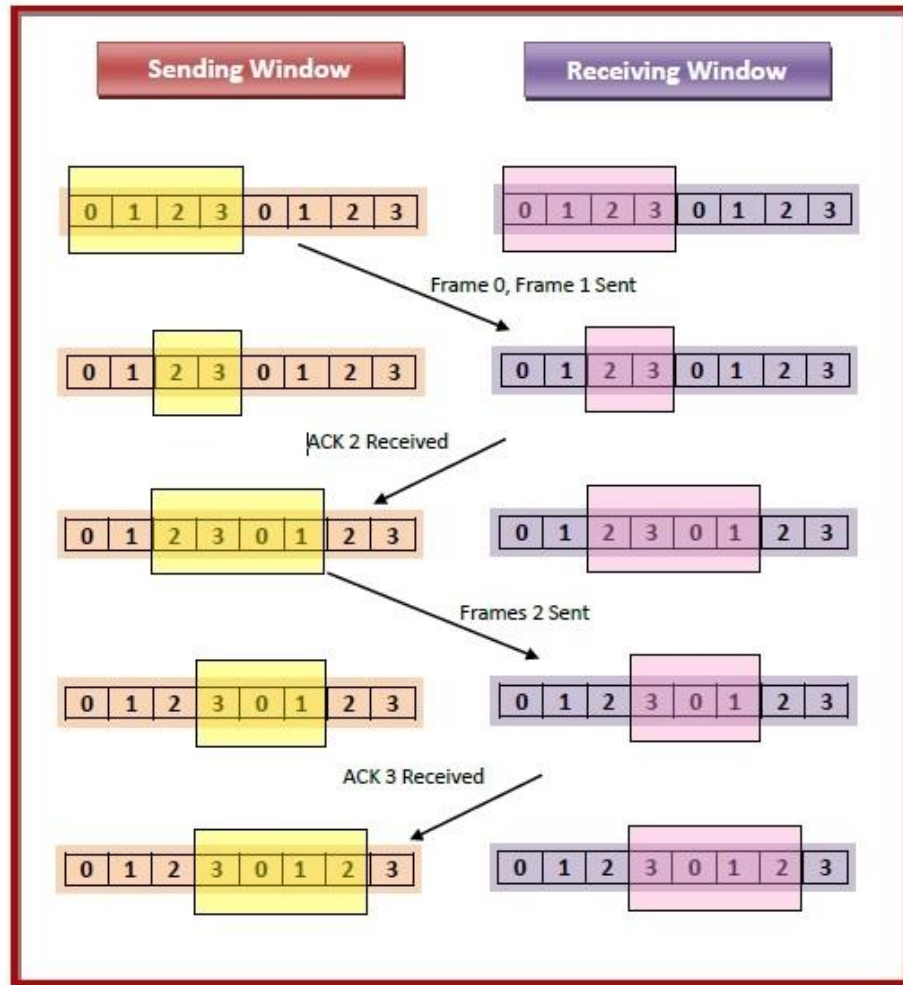 Sending Window
Receiving Window
0 1 2 3 0 1 2 3
0 1 2 3 0 1 2 3
Frame 0, Frame 1 Sent
0 1 2 3 0 1 2 3
0 1 2 3 0 1 2 3
ACK 2 Received
0 1 2 3 0 1 2 3
0 1 2 3 0 1 2 3
Frames 2 Sent
0 1 2 3 0 1 2 3
0 1 2 3 0 1 2 3
ACK 3 Received
0 1 2 3 0 1 2 3
0 1 2 3 0 1 2 3